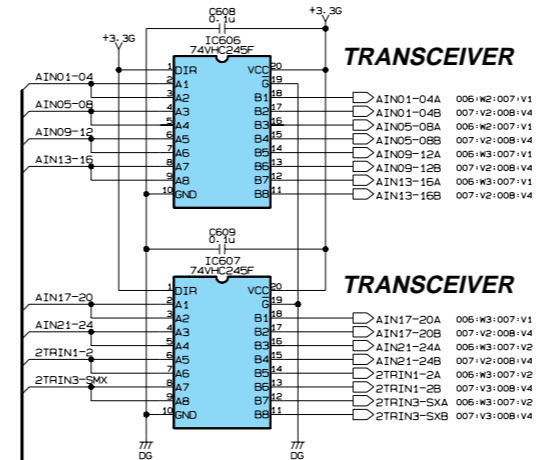 C608
0.1u
+3.3G
+3.3G
IC606
74VHC245F
TRANSCEIVER
1 DIR VCC 20
AIN01-04 2 A1 G 19
3 A2 B1 18 AIN01-04A 006:W2:007:V1
AIN05-08 4 A3 B2 17 AIN01-04B 007:V2:008:V4
5 A4 B3 16 AIN05-08A 006:W2:007:V1
AIN09-12 6 A5 B4 15 AIN05-08B 007:V2:008:V4
7 A6 B5 14 AIN09-12A 006:W3:007:V1
AIN13-16 8 A7 B6 13 AIN09-12B 007:V2:008:V4
9 A8 B7 12 AIN13-16A 006:W3:007:V1
10 GND B8 11 AIN13-16B 007:V2:008:V4
C609
0.1u
IC607
74VHC245F
TRANSCEIVER
1 DIR VCC 20
AIN17-20 2 A1 G 19
3 A2 B1 18 AIN17-20A 006:W3:007:V1
AIN21-24 4 A3 B2 17 AIN17-20B 007:V2:008:V4
5 A4 B3 16 AIN21-24A 006:W3:007:V2
2TRIN1-2 6 A5 B4 15 AIN21-24B 007:V2:008:V4
7 A6 B5 14 2TRIN1-2A 006:W3:007:V2
2TRIN3-SMX 8 A7 B6 13 2TRIN1-2B 007:V3:008:V4
9 A8 B7 12 2TRIN3-SXA 006:W3:007:V2
10 GND B8 11 2TRIN3-SXB 007:V3:008:V4
DG
DG